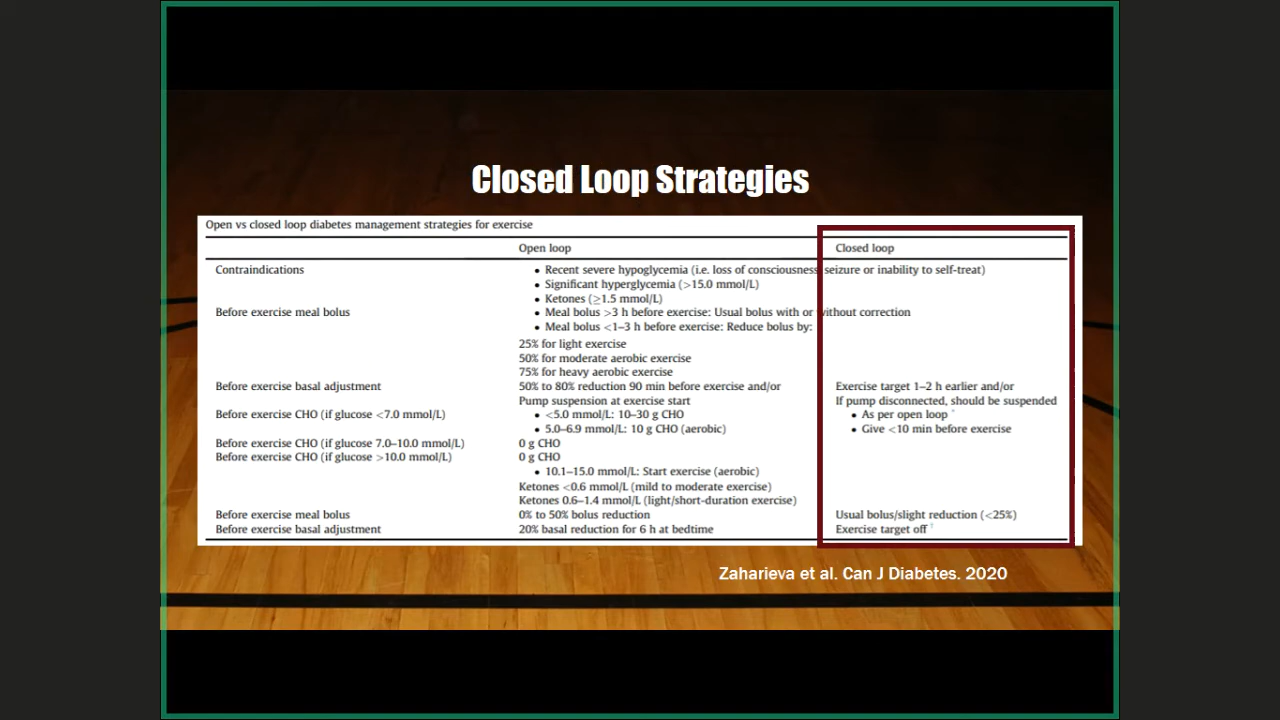 Closed Loop Strategies
Open vs closed loop diabetes management strategies for exercise
Open loop Closed loop
Contraindications • Recent severe hypoglycemia (i.e. loss of consciousness seizure or inability to self-treat)
• Significant hyperglycemia (>15.0 mmol/L)
• Ketones (≥1.5 mmol/L)
Before exercise meal bolus • Meal bolus >3 h before exercise: Usual bolus with or without correction
• Meal bolus <1–3 h before exercise: Reduce bolus by:
25% for light exercise
50% for moderate aerobic exercise
75% for heavy aerobic exercise
Before exercise basal adjustment 50% to 80% reduction 90 min before exercise and/or Exercise target 1–2 h earlier and/or
Pump suspension at exercise start If pump disconnected, should be suspended
Before exercise CHO (if glucose <7.0 mmol/L) • <5.0 mmol/L: 10–30 g CHO • As per open loop *
• 5.0–6.9 mmol/L: 10 g CHO (aerobic) • Give <10 min before exercise
Before exercise CHO (if glucose 7.0–10.0 mmol/L) 0 g CHO
Before exercise CHO (if glucose >10.0 mmol/L) 0 g CHO
• 10.1–15.0 mmol/L: Start exercise (aerobic)
Ketones <0.6 mmol/L (mild to moderate exercise)
Ketones 0.6–1.4 mmol/L (light/short-duration exercise)
Before exercise meal bolus 0% to 50% bolus reduction Usual bolus/slight reduction (<25%)
Before exercise basal adjustment 20% basal reduction for 6 h at bedtime Exercise target off †
Zaharieva et al. Can J Diabetes. 2020